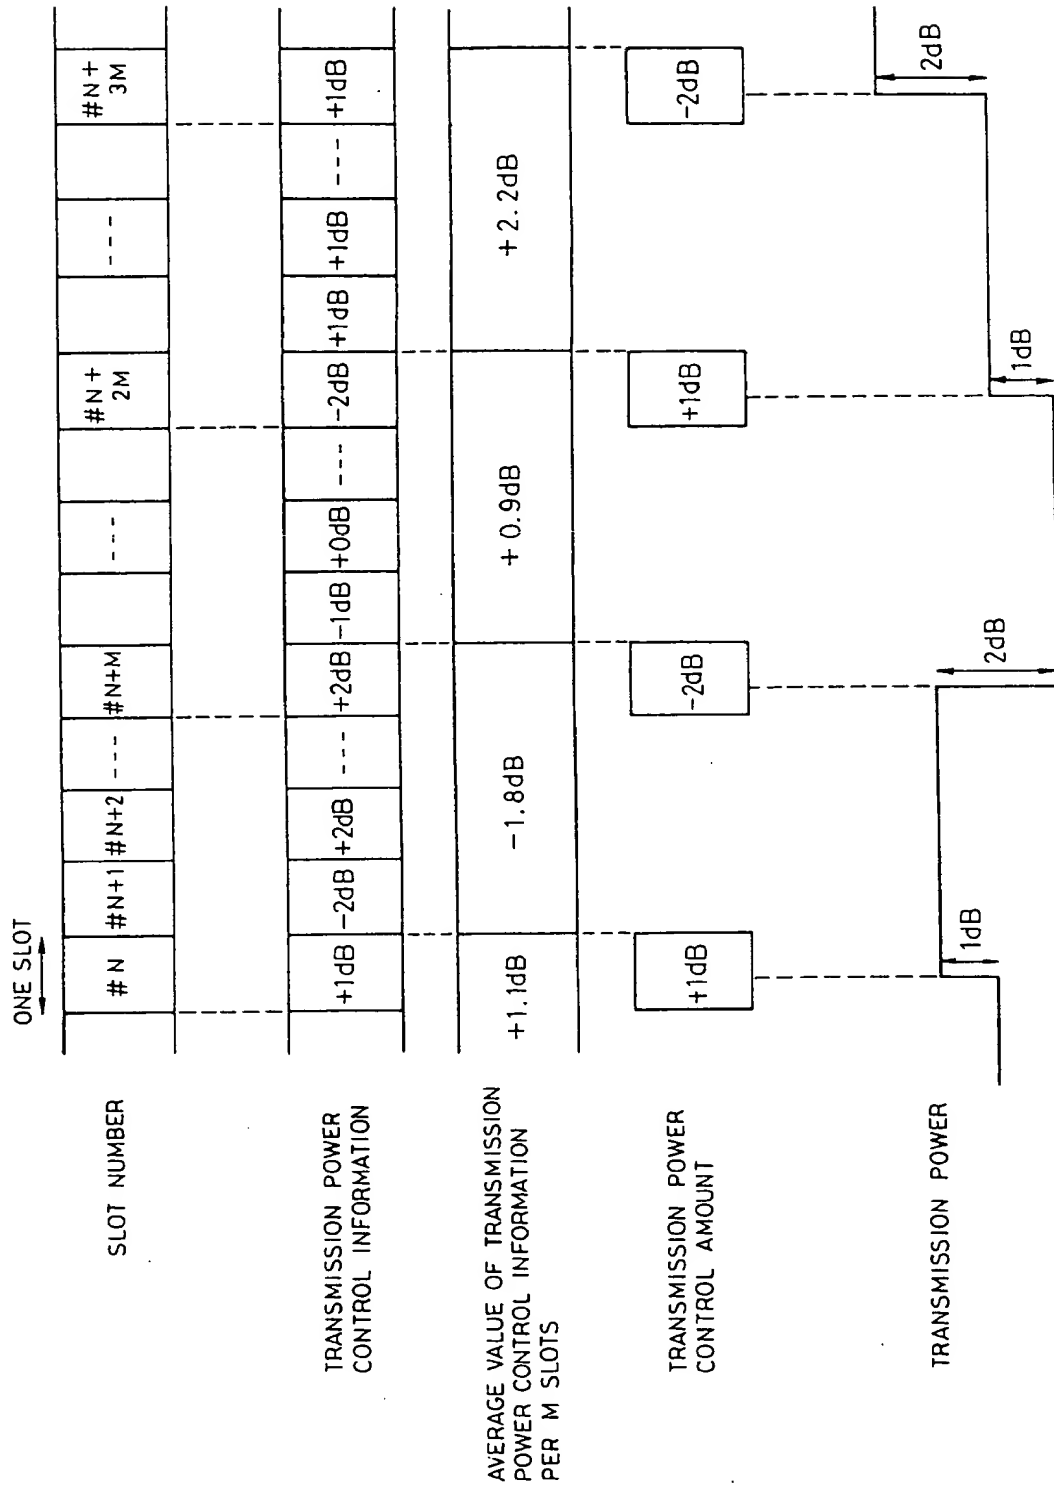 ONE SLOT
SLOT NUMBER
#N
#N+1
#N+2
---
#N+M
---
#N+
2M
---
#N+
3M
TRANSMISSION POWER
CONTROL INFORMATION
+1dB
-2dB
+2dB
---
+2dB
-1dB
+0dB
---
-2dB
+1dB
+1dB
---
+1dB
AVERAGE VALUE OF TRANSMISSION
POWER CONTROL INFORMATION
PER M SLOTS
+1.1dB
-1.8dB
+0.9dB
+2.2dB
TRANSMISSION POWER
CONTROL AMOUNT
+1dB
-2dB
+1dB
-2dB
TRANSMISSION POWER
1dB
2dB
1dB
2dB